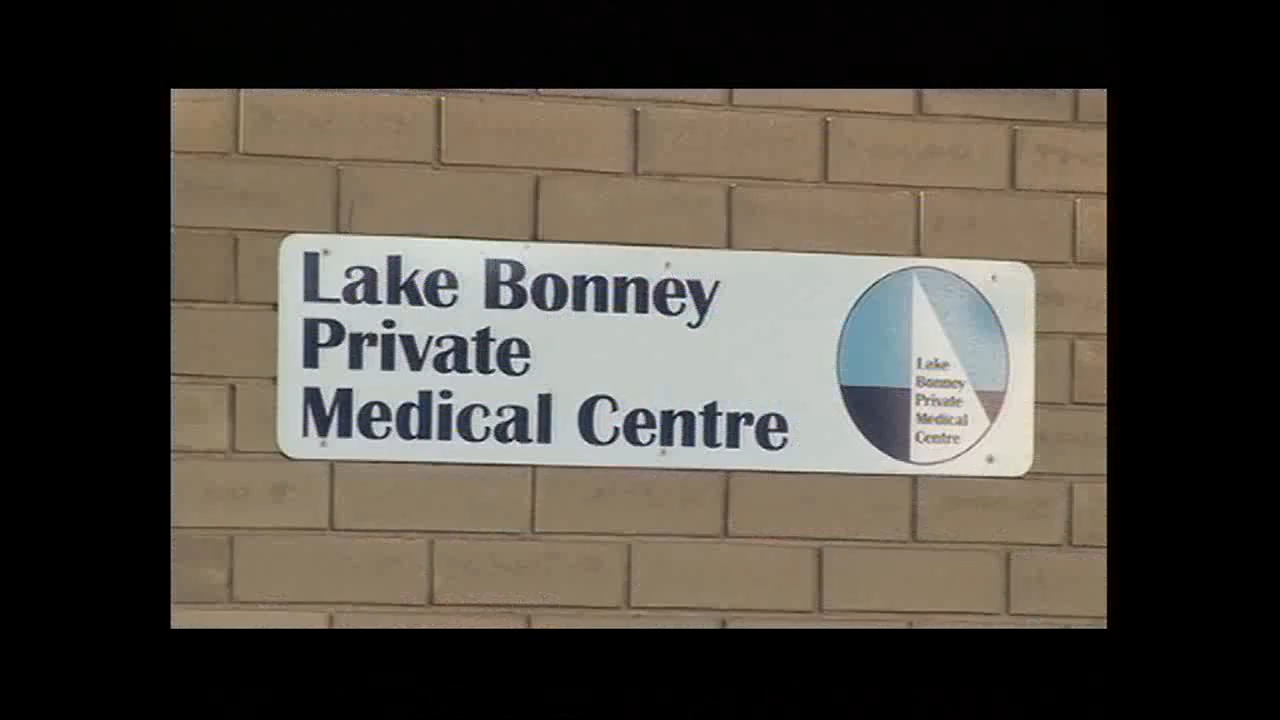 Lake Bonney
Private
Medical Centre
Lake
Bonney
Private
Medical
Centre